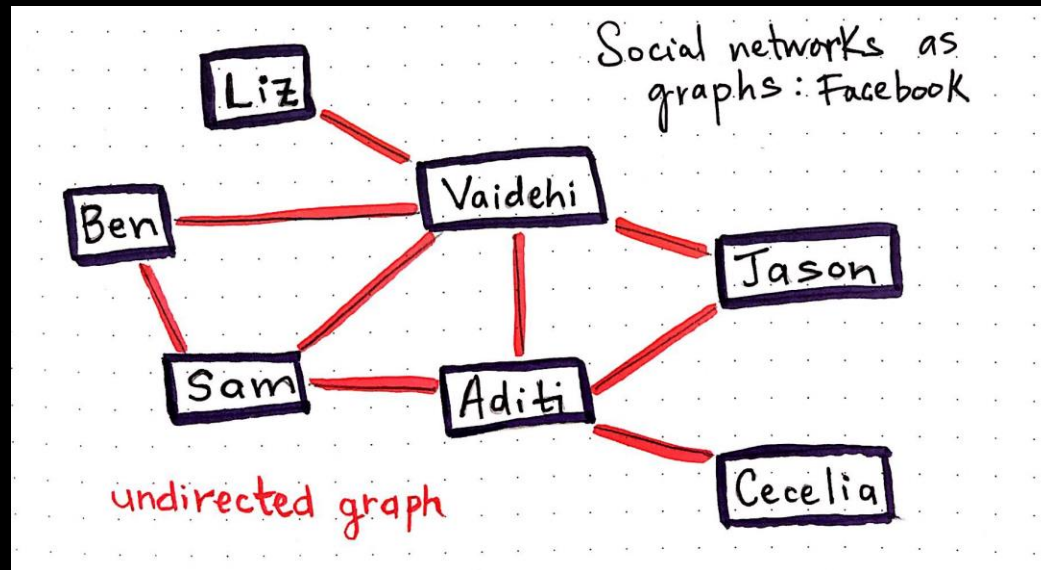 Social networks as
graphs: Facebook
Liz
Vaidehi
Ben
Jason
Sam
Aditi
Cecelia
undirected graph